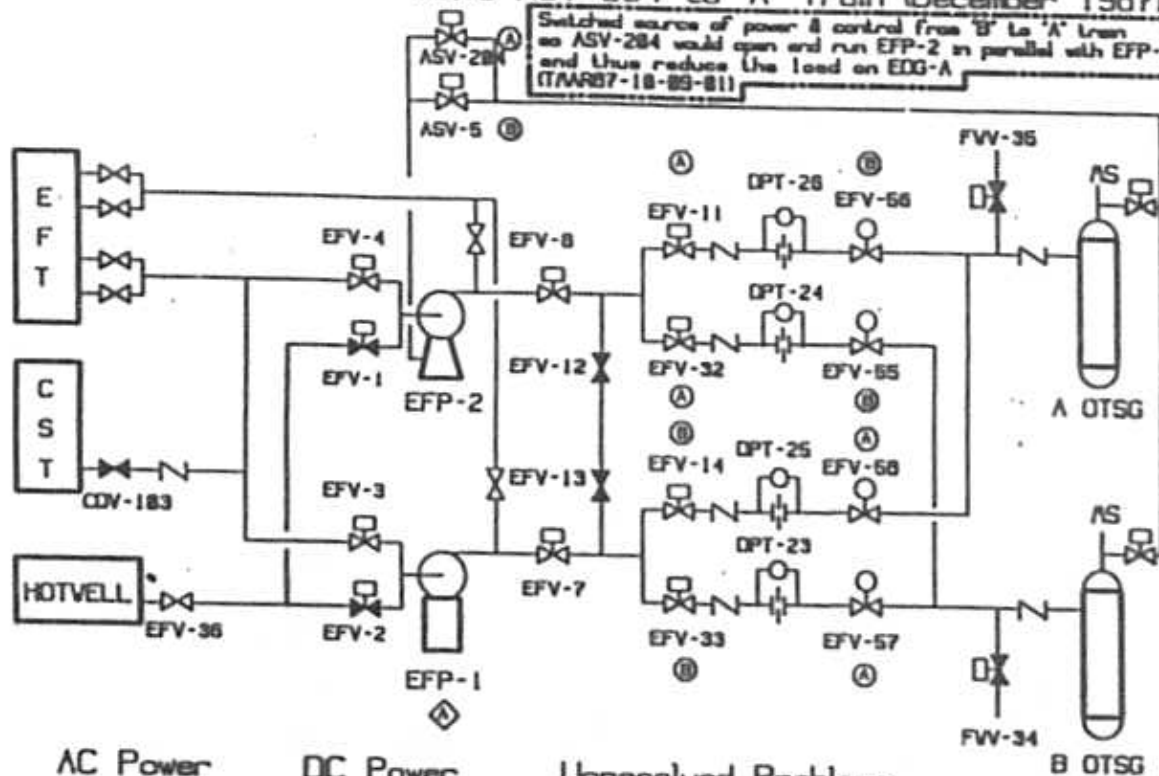 Switched source of power & control from 'B' to 'A' train
so ASV-204 would open and run EFP-2 in parallel with EFP-
and thus reduce the load on EDG-A
ASV-204
A
ASV-5
B
E
F
T
C
S
T
HOTWELL
CDV-183
EFV-36
EFV-4
EFV-1
EFP-2
EFV-3
EFV-2
EFP-1
A
EFV-8
EFV-12
EFV-13
EFV-7
A
EFV-11
DPT-26
B
EFV-56
EFV-32
A
DPT-24
EFV-55
B
B
EFV-14
DPT-25
A
EFV-58
EFV-33
B
DPT-23
EFV-57
A
FWV-35
AS
A OTSG
AS
FWV-34
B OTSG
AC Power
DC Power